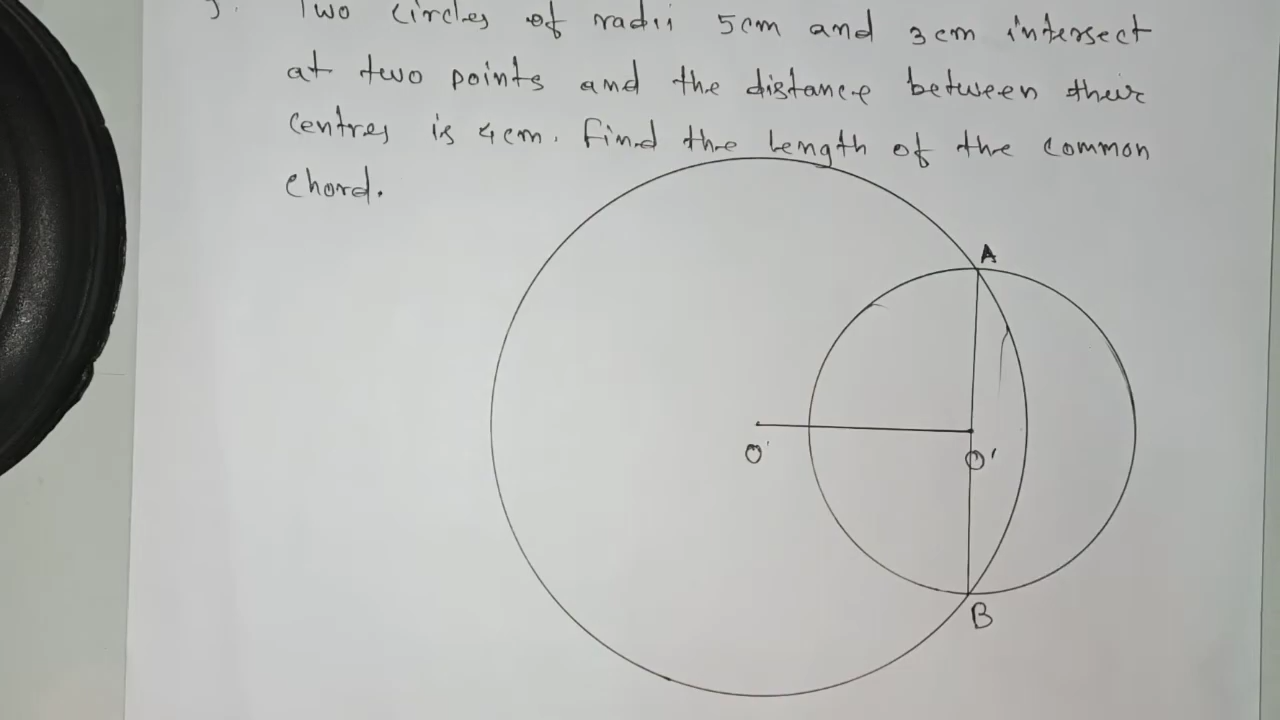 Two circles of radii 5cm and 3cm intersect
at two points and the distance between their
centres is 4cm. Find the length of the common
chord.
A
O'
O'
B